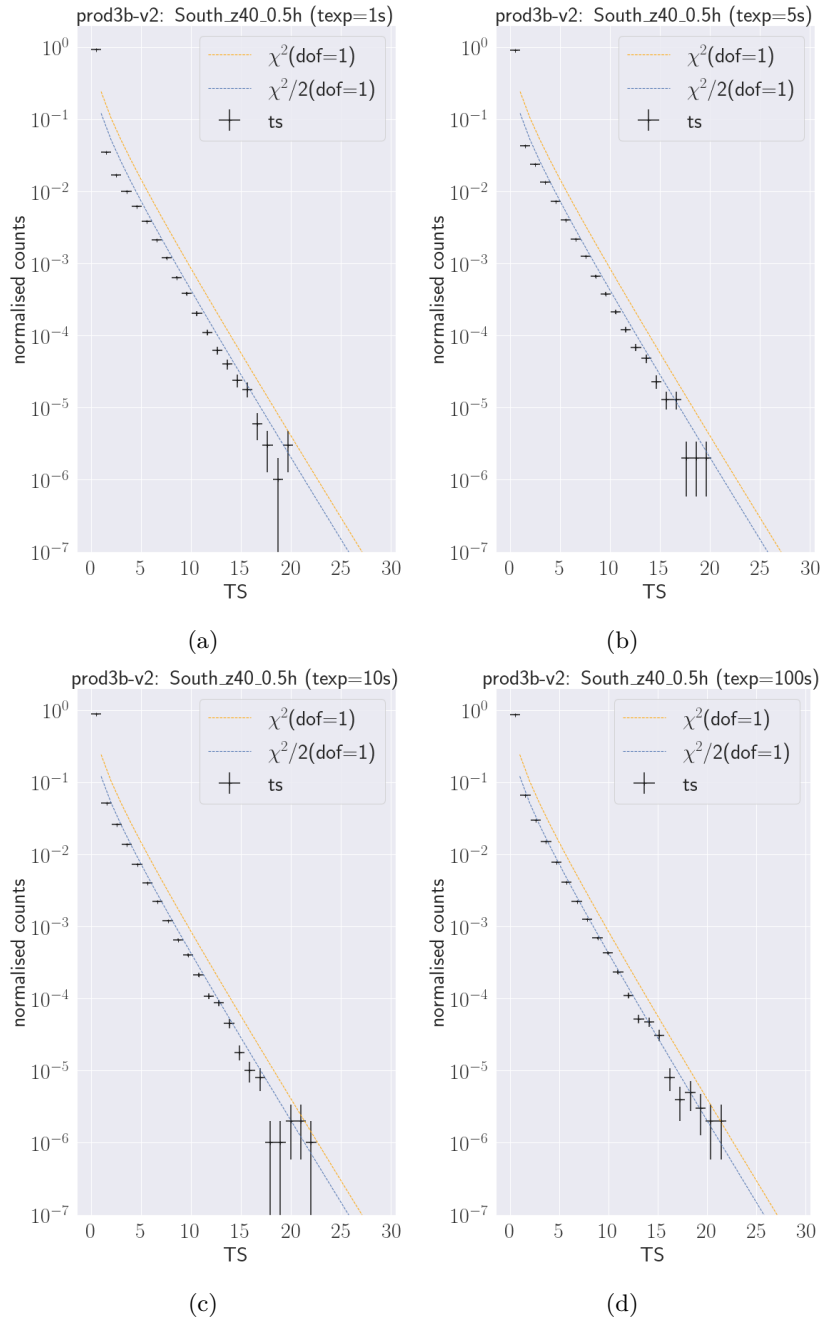 prod3b-v2: South_z40_0.5h (texp=1s)
χ²(dof=1)
χ²/2(dof=1)
ts
normalised counts
10⁰
10⁻¹
10⁻²
10⁻³
10⁻⁴
10⁻⁵
10⁻⁶
10⁻⁷
0 5 10 15 20 25 30
TS
(a)
prod3b-v2: South_z40_0.5h (texp=5s)
χ²(dof=1)
χ²/2(dof=1)
ts
normalised counts
10⁰
10⁻¹
10⁻²
10⁻³
10⁻⁴
10⁻⁵
10⁻⁶
10⁻⁷
0 5 10 15 20 25 30
TS
(b)
prod3b-v2: South_z40_0.5h (texp=10s)
χ²(dof=1)
χ²/2(dof=1)
ts
normalised counts
10⁰
10⁻¹
10⁻²
10⁻³
10⁻⁴
10⁻⁵
10⁻⁶
10⁻⁷
0 5 10 15 20 25 30
TS
(c)
prod3b-v2: South_z40_0.5h (texp=100s)
χ²(dof=1)
χ²/2(dof=1)
ts
normalised counts
10⁰
10⁻¹
10⁻²
10⁻³
10⁻⁴
10⁻⁵
10⁻⁶
10⁻⁷
0 5 10 15 20 25 30
TS
(d)